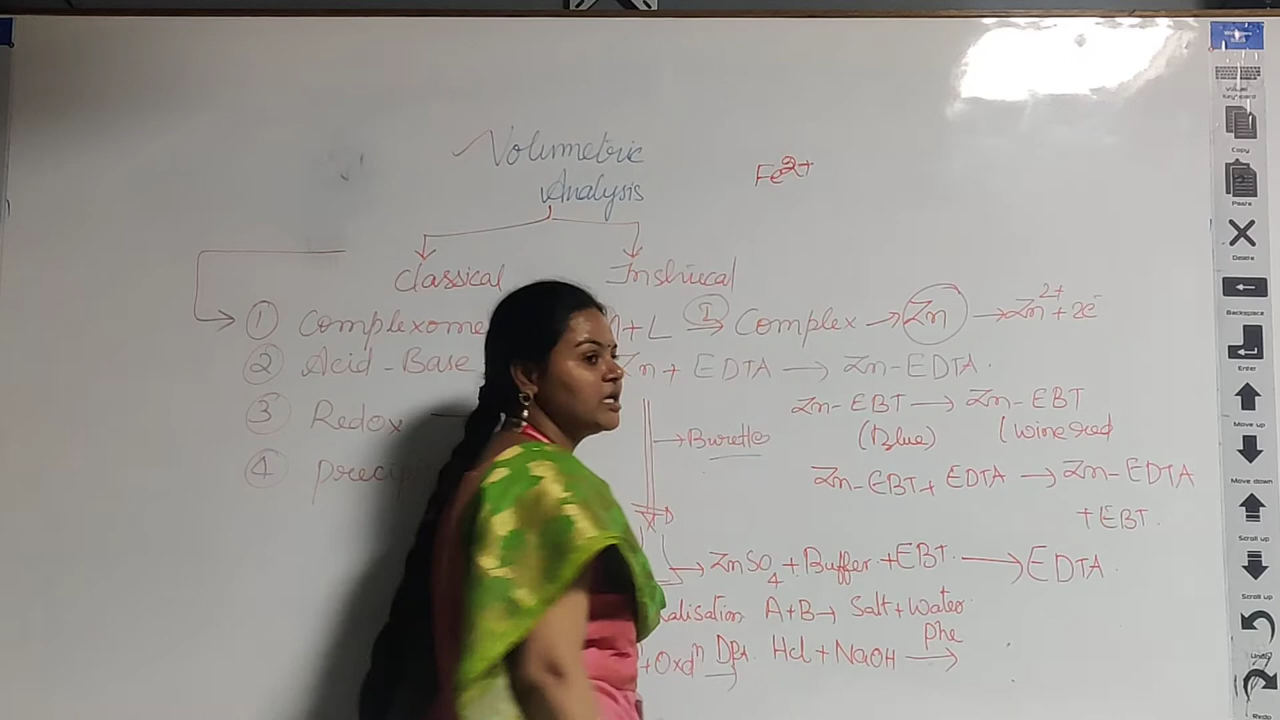 Volumetric
Analysis
Fe2+
Classical
① Complexome
M+L ① Complex → Zn → Zn2+ + 2e-
② Acid-Base
Zn + EDTA → Zn-EDTA.
③ Redox
Zn-EBT → Zn-EBT
→ Burette
(Blue) (wine red
④ precipi
Zn-EBT + EDTA → Zn-EDTA
+ EBT.
→ ZnSO4 + Buffer + EBT. → EDTA.
alisation A+B → Salt + Water
+ Oxdn Hcl + NaOH Phe →
Copy
Paste
Delete
Backspace
Enter
Move up
Move down
Scroll up
Scroll up
Undo
Redo